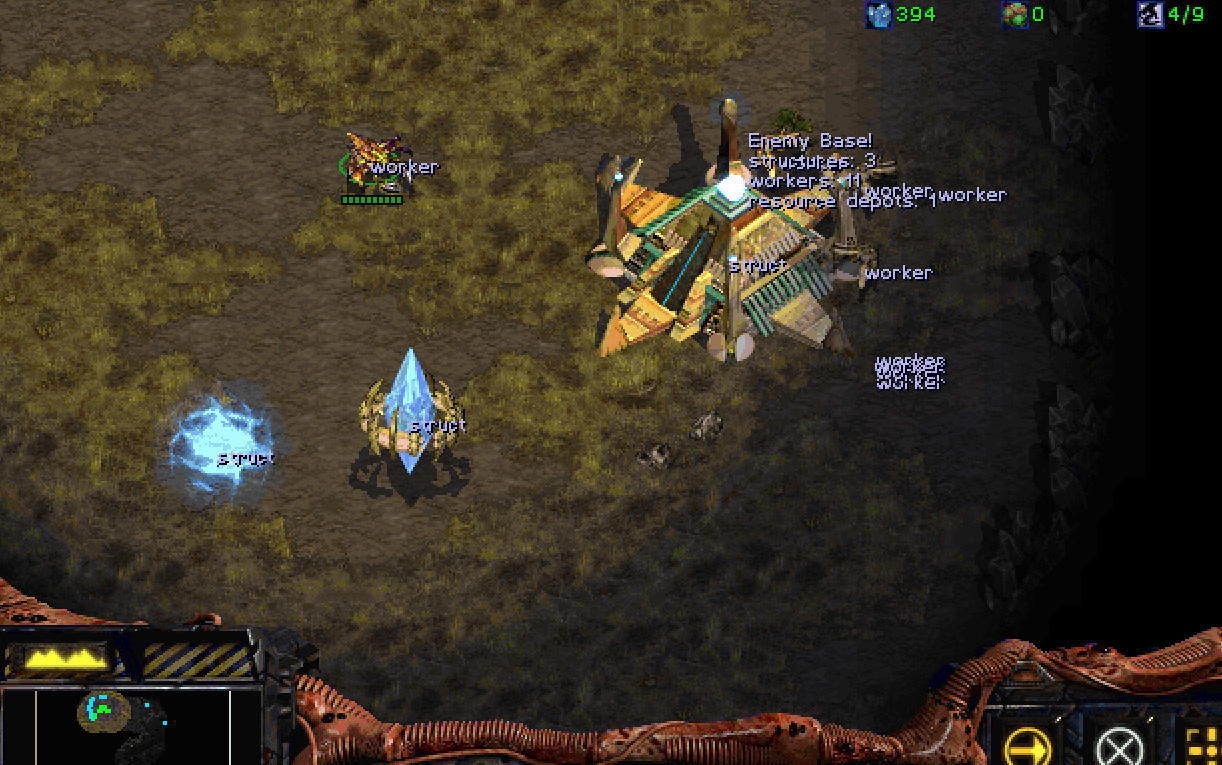 394
0
4/9
Enemy Base!
structures: 3
workers: 11
resource depots: 1
worker
worker
worker
struct
worker
worker
worker
struct
struct